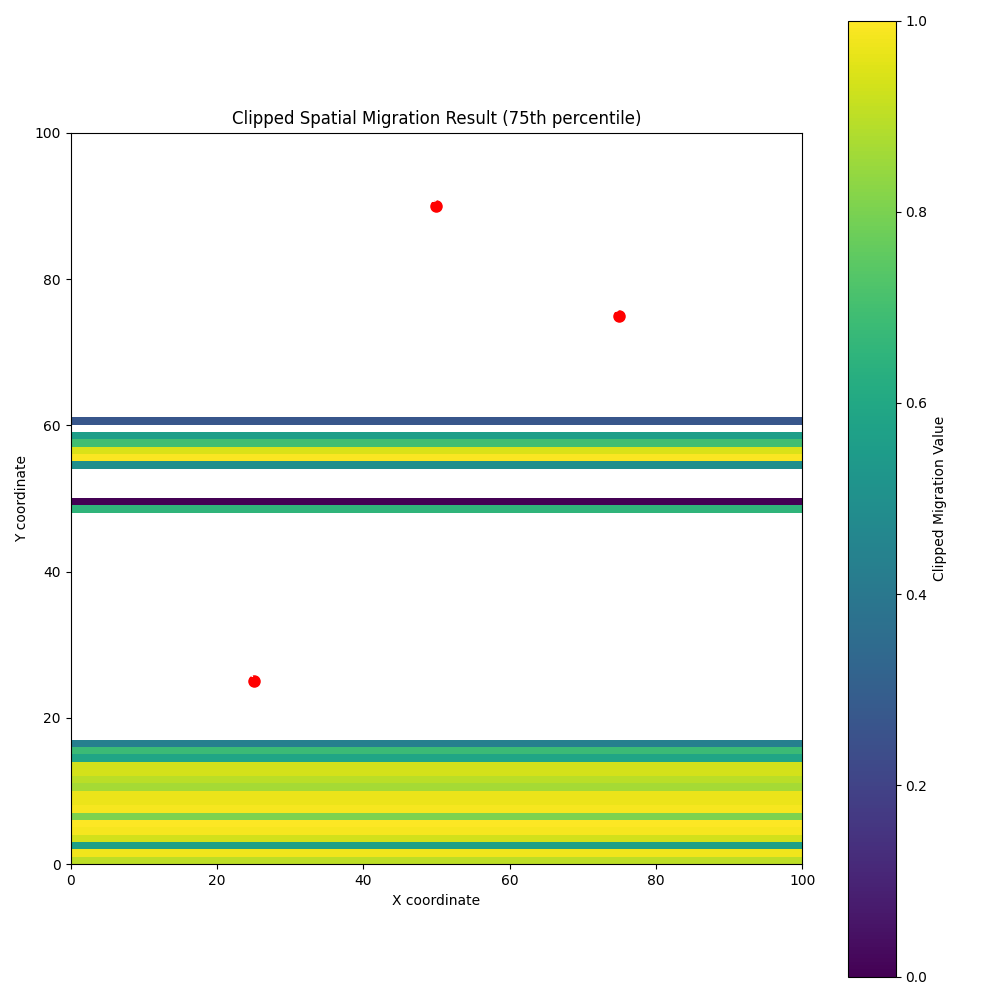 Clipped Spatial Migration Result (75th percentile)
100
80
60
40
20
0
Y coordinate
0 20 40 60 80 100
X coordinate
1.0
0.8
0.6
0.4
0.2
0.0
Clipped Migration Value